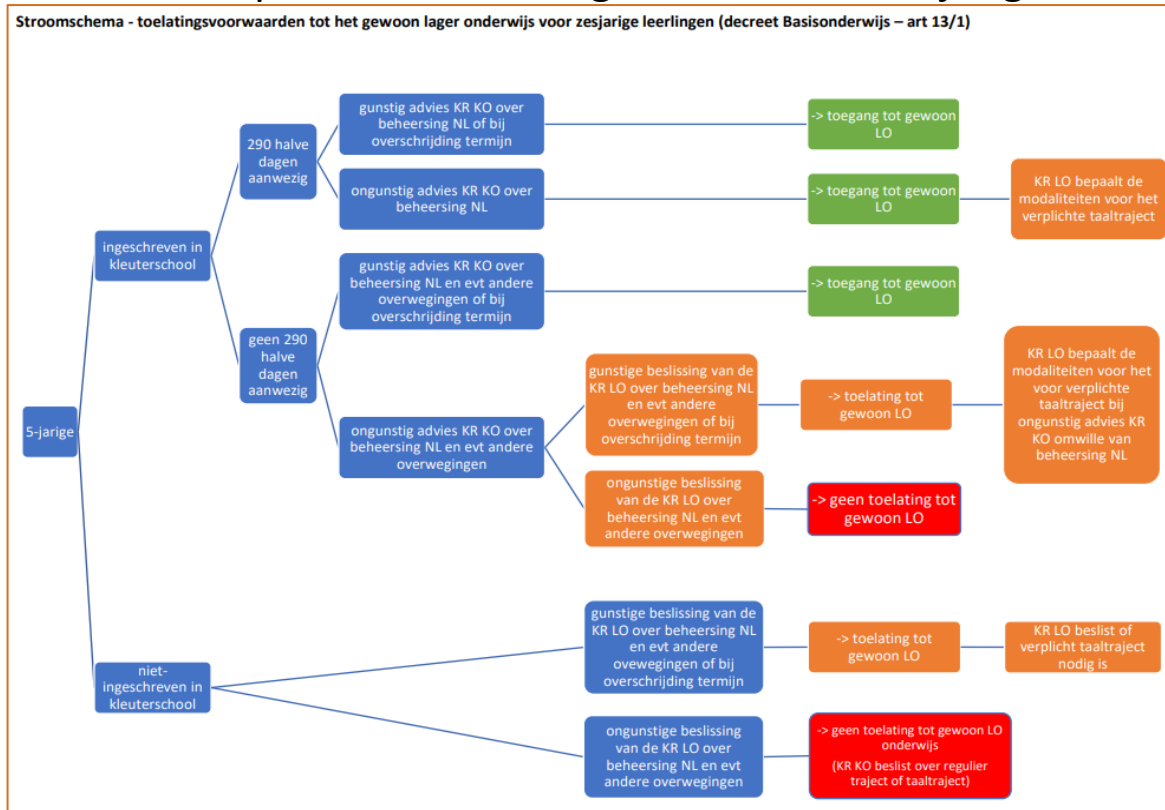 Stroomschema - toelatingsvoorwaarden tot het gewoon lager onderwijs voor zesjarige leerlingen (decreet Basisonderwijs – art 13/1)
5-jarige
ingeschreven in
kleuterschool
290 halve
dagen
aanwezig
gunstig advies KR KO over
beheersing NL of bij
overschrijding termijn
-> toegang tot gewoon
LO
ongunstig advies KR KO over
beheersing NL
-> toegang tot gewoon
LO
KR LO bepaalt de
modaliteiten voor het
verplichte taaltraject
geen 290
halve
dagen
aanwezig
gunstig advies KR KO over
beheersing NL en evt andere
overwegingen of bij
overschrijding termijn
-> toegang tot gewoon
LO
ongunstig advies KR KO over
beheersing NL en evt andere
overwegingen
gunstige beslissing van de
KR LO over beheersing NL
en evt andere
overwegingen of bij
overschrijding termijn
-> toelating tot
gewoon LO
KR LO bepaalt de
modaliteiten voor het
voor verplichte
taaltraject bij
ongunstig advies KR
KO omwille van
beheersing NL
ongunstige beslissing
van de KR LO over
beheersing NL en evt
andere overwegingen
-> geen toelating tot
gewoon LO
niet-
ingeschreven in
kleuterschool
gunstige beslissing van de
KR LO over beheersing NL
en evt andere
ovewegingen of bij
overschrijding termijn
-> toelating tot
gewoon LO
KR LO beslist of
verplicht taaltraject
nodig is
ongunstige beslissing
van de KR LO over
beheersing NL en evt
andere overwegingen
-> geen toelating tot gewoon LO
onderwijs
(KR KO beslist over regulier
traject of taaltraject)